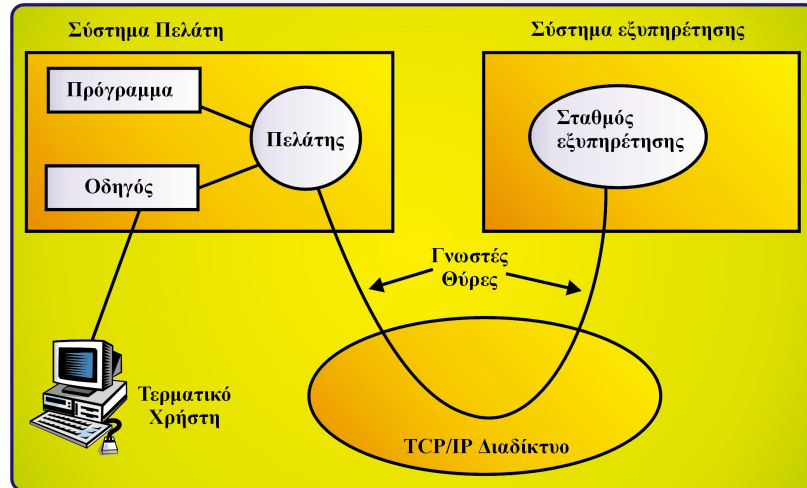 Σύστημα Πελάτη
Σύστημα εξυπηρέτησης
Πρόγραμμα
Πελάτης
Οδηγός
Σταθμός
εξυπηρέτησης
Γνωστές
Θύρες
Τερματικό
Χρήστη
TCP/IP Διαδίκτυο